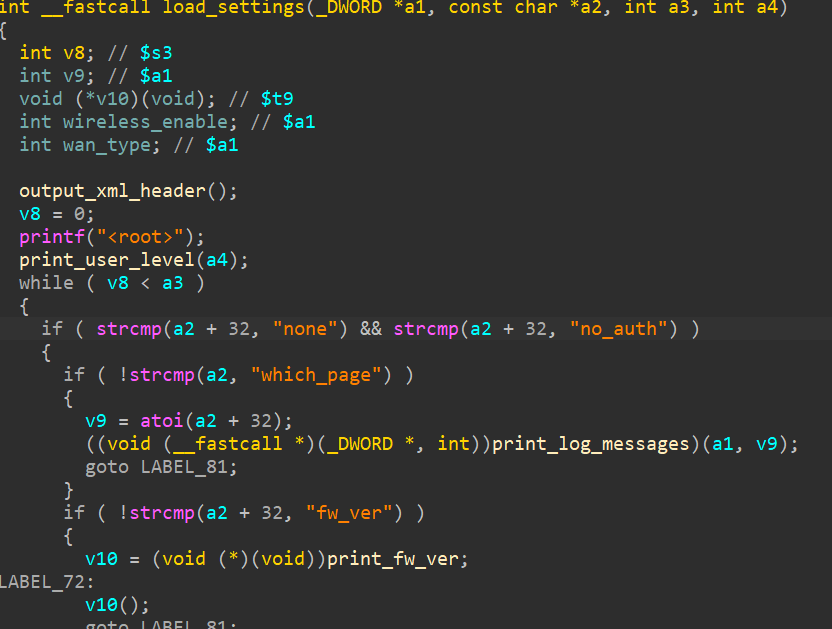 int __fastcall load_settings(_DWORD *a1, const char *a2, int a3, int a4)
{
  int v8; // $s3
  int v9; // $a1
  void (*v10)(void); // $t9
  int wireless_enable; // $a1
  int wan_type; // $a1

  output_xml_header();
  v8 = 0;
  printf("<root>");
  print_user_level(a4);
  while ( v8 < a3 )
  {
    if ( strcmp(a2 + 32, "none") && strcmp(a2 + 32, "no_auth") )
    {
      if ( !strcmp(a2, "which_page") )
      {
        v9 = atoi(a2 + 32);
        ((void (__fastcall *)(_DWORD *, int))print_log_messages)(a1, v9);
        goto LABEL_81;
      }
      if ( !strcmp(a2 + 32, "fw_ver") )
      {
        v10 = (void (*)(void))print_fw_ver;
LABEL_72:
        v10();
        goto LABEL_81;